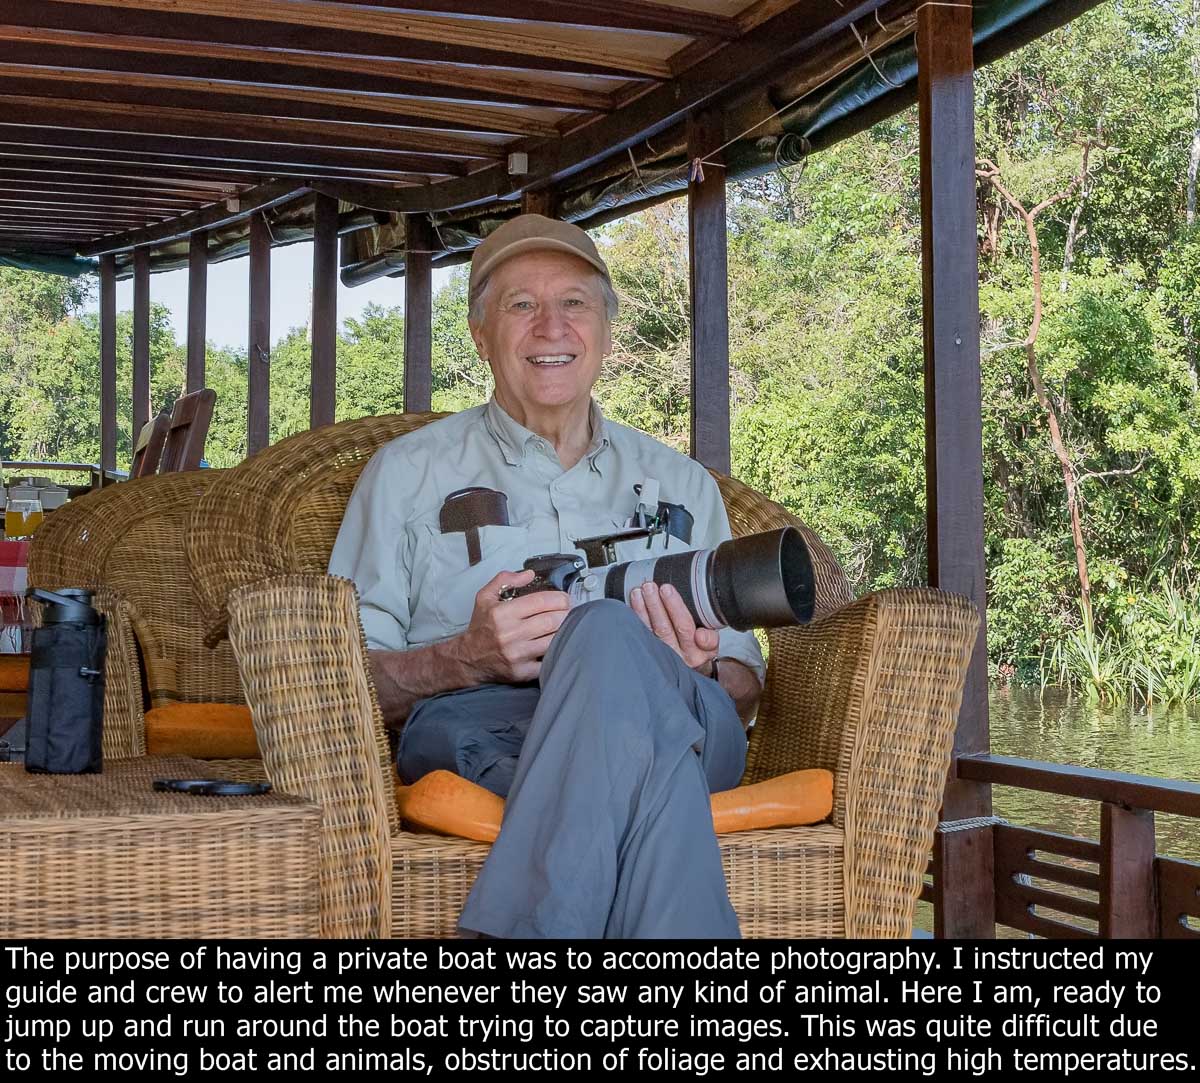 The purpose of having a private boat was to accomodate photography. I instructed my
guide and crew to alert me whenever they saw any kind of animal. Here I am, ready to
jump up and run around the boat trying to capture images. This was quite difficult due
to the moving boat and animals, obstruction of foliage and exhausting high temperatures.